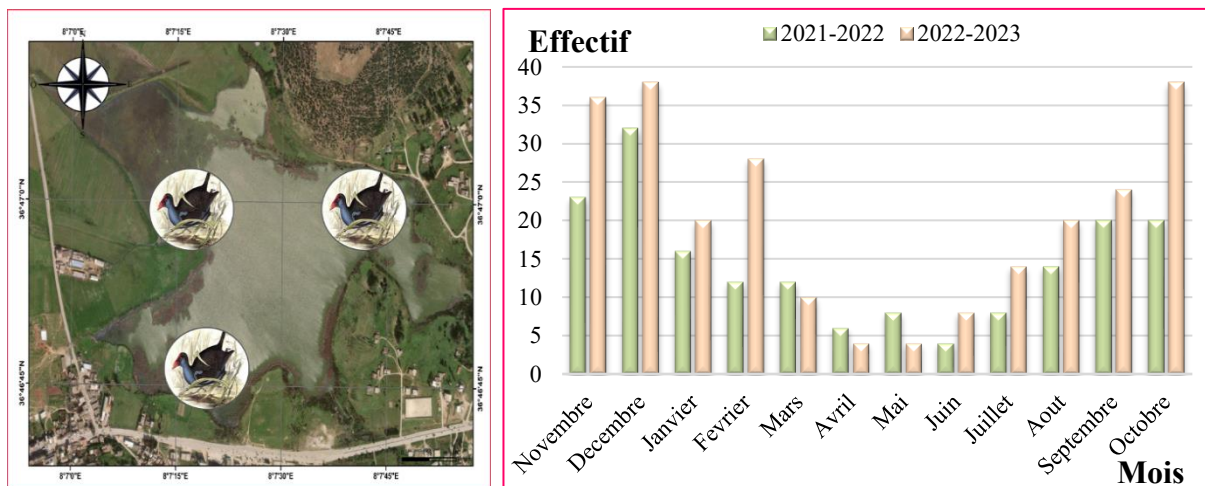 8°7'0"E 8°7'15"E 8°7'30"E 8°7'45"E
36°47'0"N
36°46'45"N
36°47'0"N
36°46'45"N
8°7'0"E 8°7'15"E 8°7'30"E 8°7'45"E
Effectif
2021-2022 2022-2023
40
35
30
25
20
15
10
5
0
Novembre Decembre Janvier Fevrier Mars Avril Mai Juin Juillet Aout Septembre Octobre
Mois